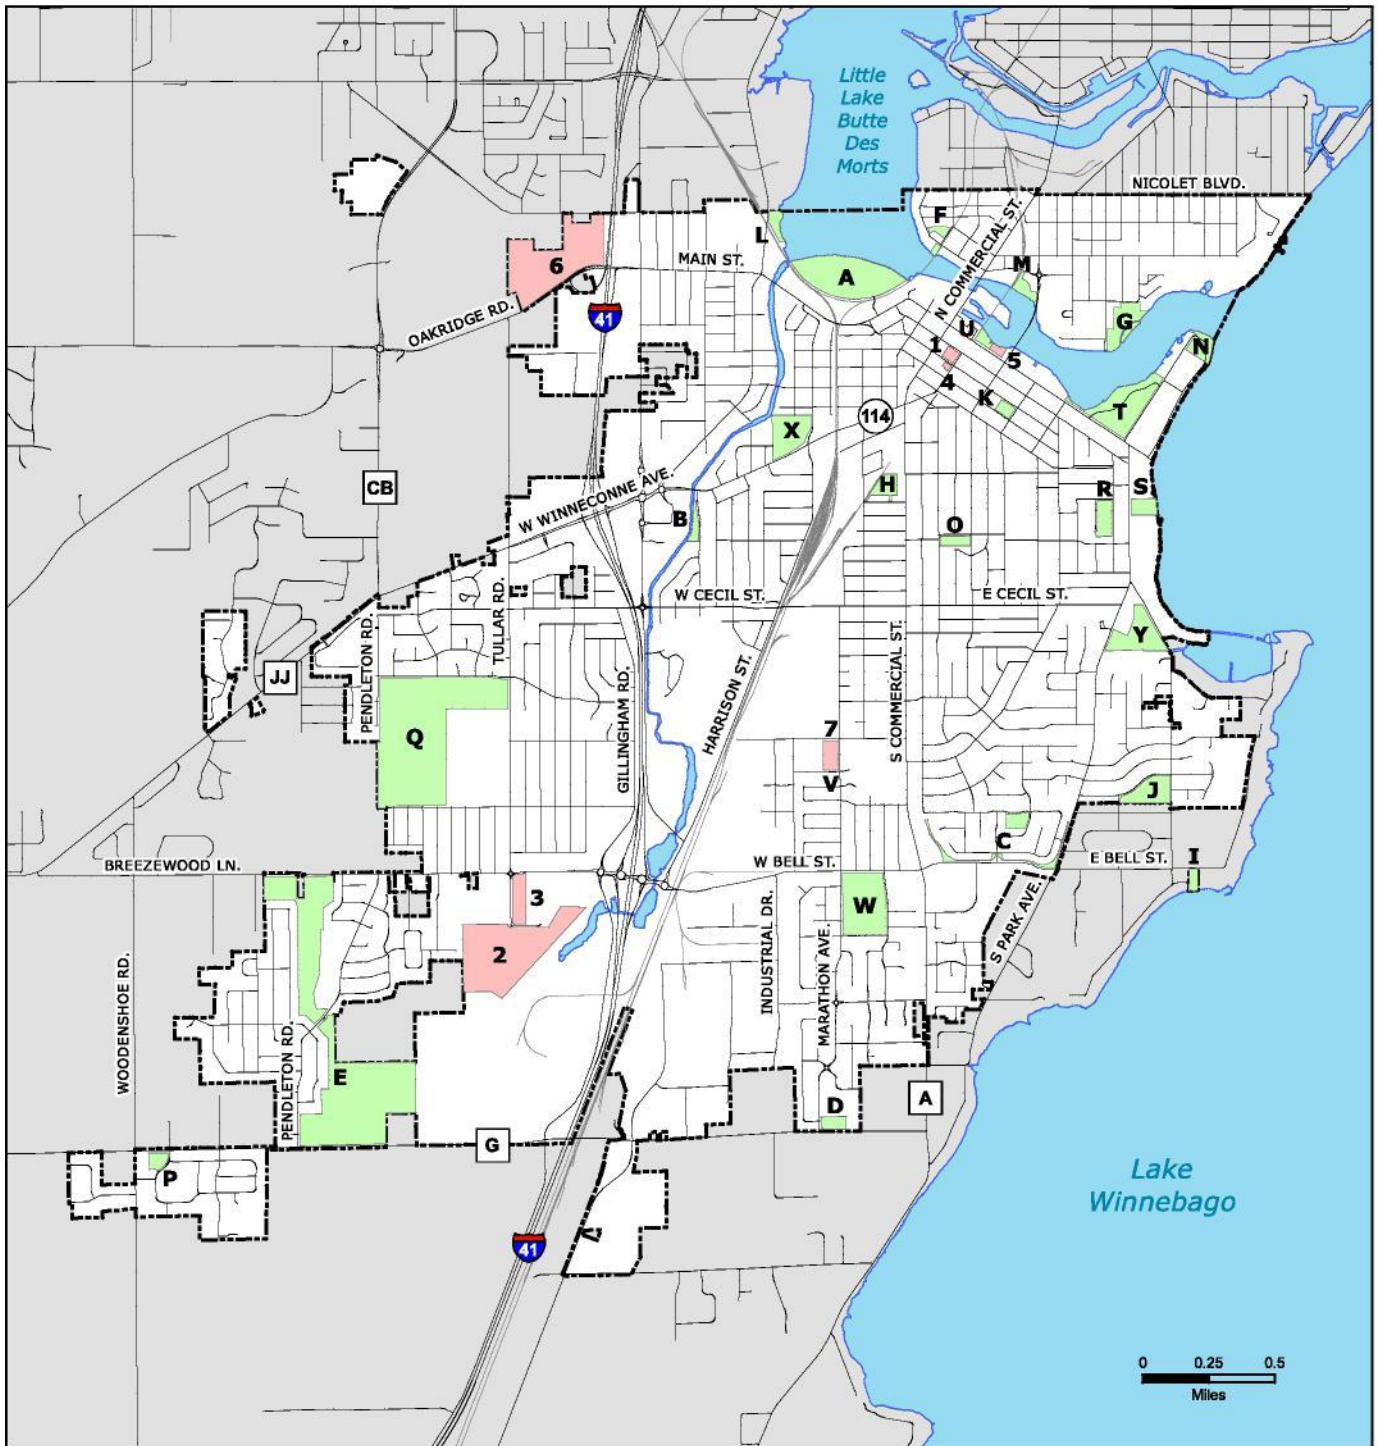 Little
Lake
Butte
Des
Morts
NICOLET BLVD.
F
L
N COMMERCIAL ST.
MAIN ST.
M
6
A
OAKRIDGE RD.
41
U
G
1
5
N
4
K
T
114
X
CB
W WINNECONNE AVE.
H
R
S
B
O
TULLAR RD.
W CECIL ST.
E CECIL ST.
PENDLETON RD.
Y
JJ
GILLINGHAM RD.
HARRISON ST.
S COMMERCIAL ST.
Q
7
V
J
C
BREEZEWOOD LN.
W BELL ST.
E BELL ST.
I
3
W
S PARK AVE.
2
INDUSTRIAL DR.
MARATHON AVE.
WOODENSHOE RD.
PENDLETON RD.
E
A
D
G
P
Lake
Winnebago
41
0 0.25 0.5
Miles